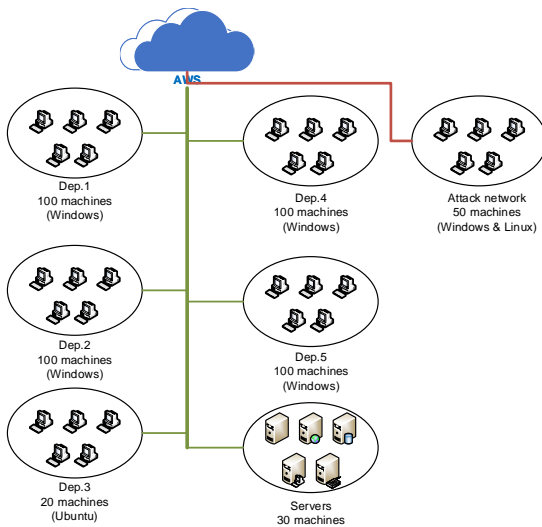 AWS
Dep.1
100 machines
(Windows)
Dep.4
100 machines
(Windows)
Attack network
50 machines
(Windows & Linux)
Dep.2
100 machines
(Windows)
Dep.5
100 machines
(Windows)
Dep.3
20 machines
(Ubuntu)
Servers
30 machines